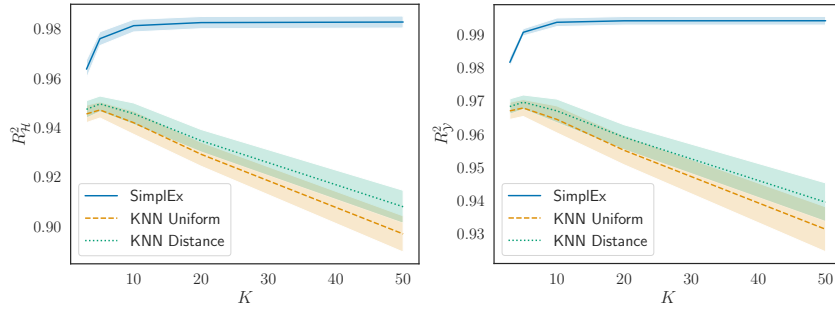 0.98
0.96
0.94
0.92
0.90
R²_H
SimplEx
KNN Uniform
KNN Distance
10 20 30 40 50
K
0.99
0.98
0.97
0.96
0.95
0.94
0.93
R²_Y
SimplEx
KNN Uniform
KNN Distance
10 20 30 40 50
K